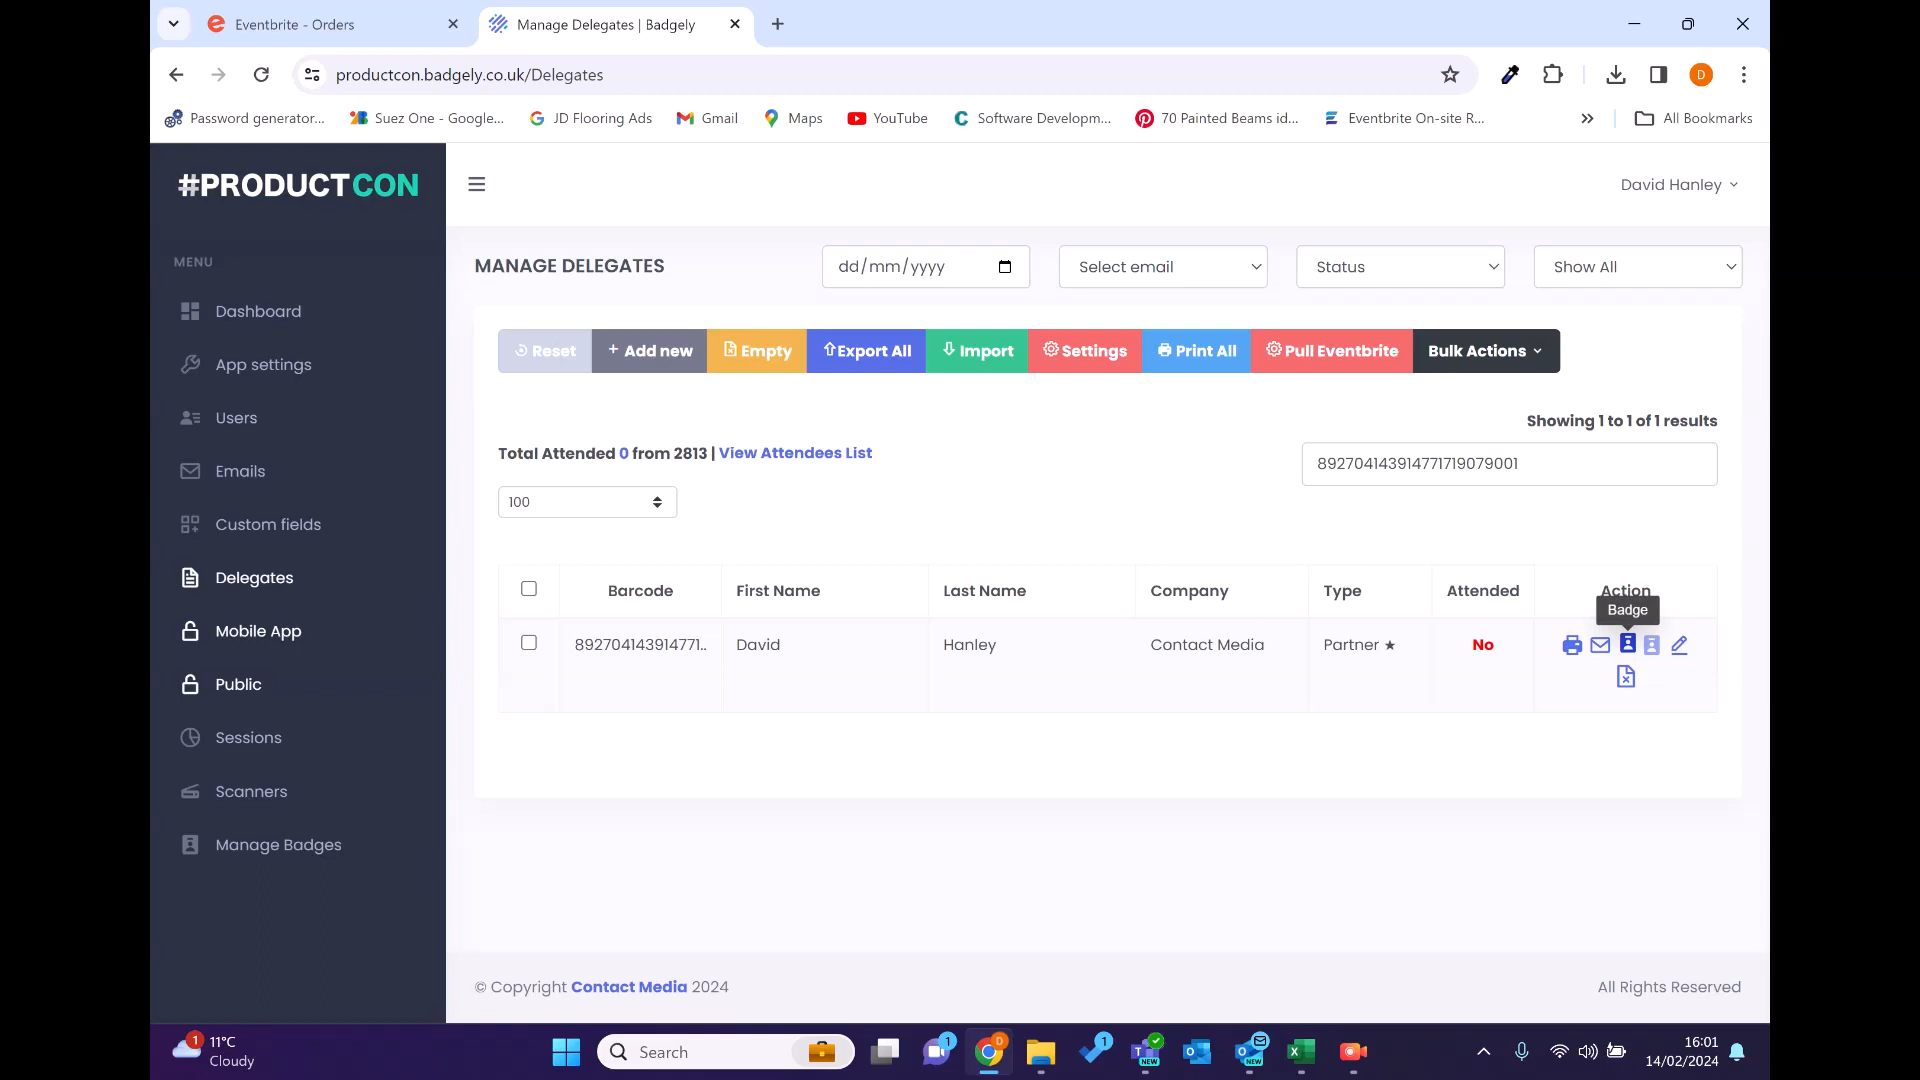 Eventbrite - Orders
Manage Delegates | Badgely
productcon.badgely.co.uk/Delegates
D
Password generator...
Suez One - Google...
JD Flooring Ads
Gmail
Maps
YouTube
Software Developm...
70 Painted Beams id...
Eventbrite On-site R...
All Bookmarks
#PRODUCTCON
David Hanley
MENU
Dashboard
App settings
Users
Emails
Custom fields
Delegates
Mobile App
Public
Sessions
Scanners
Manage Badges
MANAGE DELEGATES
dd/mm/yyyy
Select email
Status
Show All
Reset
+ Add new
Empty
Export All
Import
Settings
Print All
Pull Eventbrite
Bulk Actions
Showing 1 to 1 of 1 results
Total Attended 0 from 2813 | View Attendees List
892704143914771719079001
100
Barcode First Name Last Name Company Type Attended Action
Badge
892704143914771.. David Hanley Contact Media Partner ★ No
© Copyright Contact Media 2024
All Rights Reserved
1
11°C
Cloudy
Search
1
D
1
NEW
NEW
16:01
14/02/2024